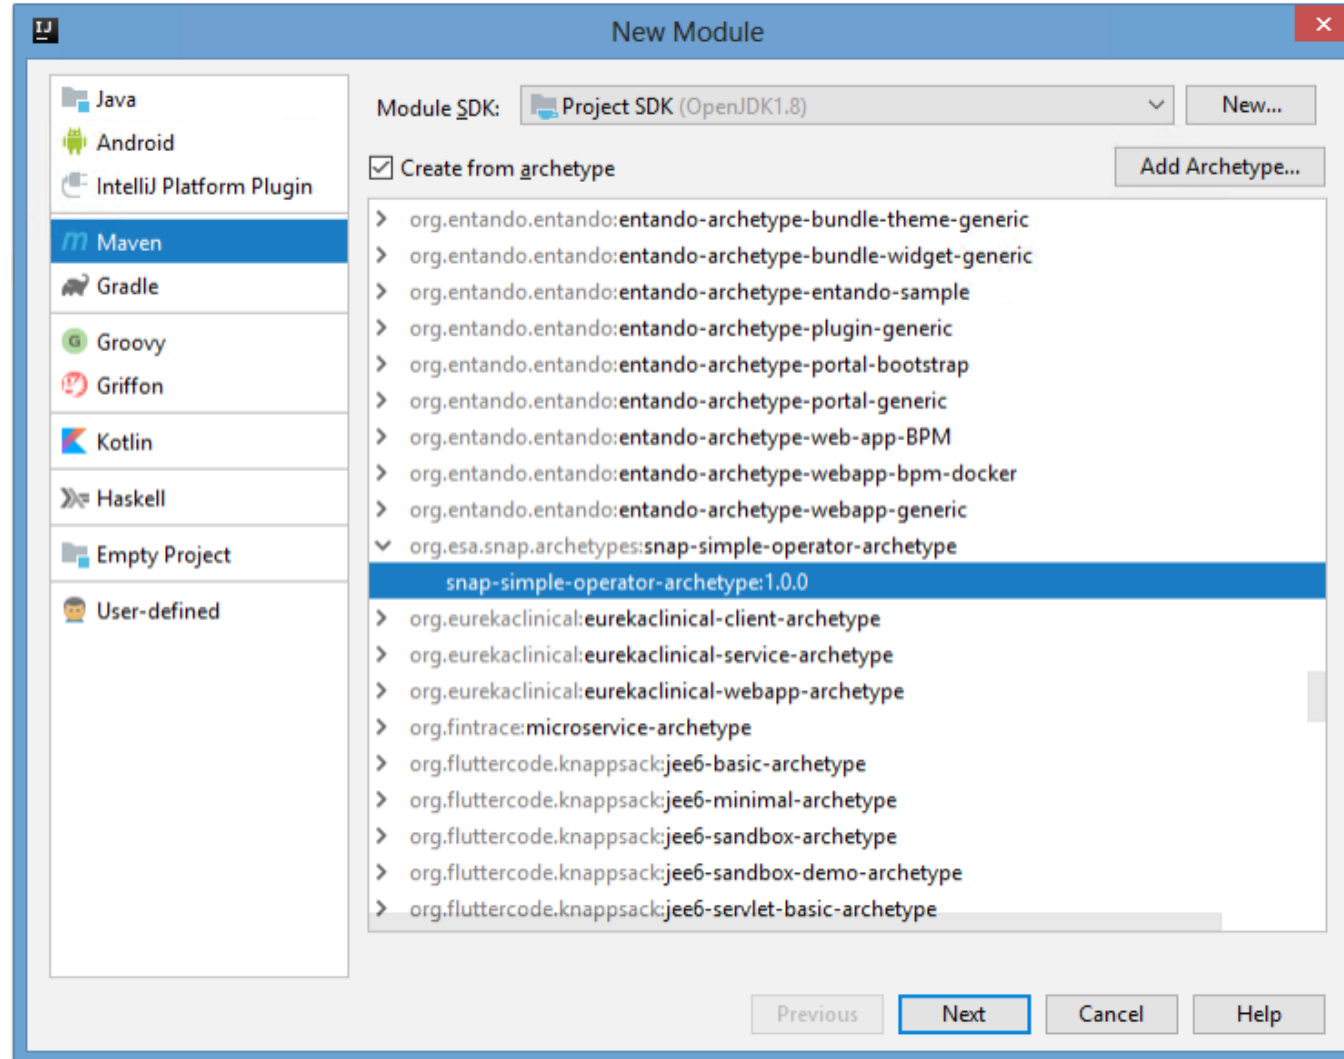 New Module
Java
Android
IntelliJ Platform Plugin
Maven
Gradle
Groovy
Griffon
Kotlin
Haskell
Empty Project
User-defined
Module SDK: Project SDK (OpenJDK1.8) New...
Create from archetype Add Archetype...
org.entando.entando:entando-archetype-bundle-theme-generic
org.entando.entando:entando-archetype-bundle-widget-generic
org.entando.entando:entando-archetype-entando-sample
org.entando.entando:entando-archetype-plugin-generic
org.entando.entando:entando-archetype-portal-bootstrap
org.entando.entando:entando-archetype-portal-generic
org.entando.entando:entando-archetype-web-app-BPM
org.entando.entando:entando-archetype-webapp-bpm-docker
org.entando.entando:entando-archetype-webapp-generic
org.esa.snap.archetypes:snap-simple-operator-archetype
snap-simple-operator-archetype:1.0.0
org.eurekaclinical:eurekaclinical-client-archetype
org.eurekaclinical:eurekaclinical-service-archetype
org.eurekaclinical:eurekaclinical-webapp-archetype
org.fintrace:microservice-archetype
org.fluttercode.knappsack:jee6-basic-archetype
org.fluttercode.knappsack:jee6-minimal-archetype
org.fluttercode.knappsack:jee6-sandbox-archetype
org.fluttercode.knappsack:jee6-sandbox-demo-archetype
org.fluttercode.knappsack:jee6-servlet-basic-archetype
Previous Next Cancel Help